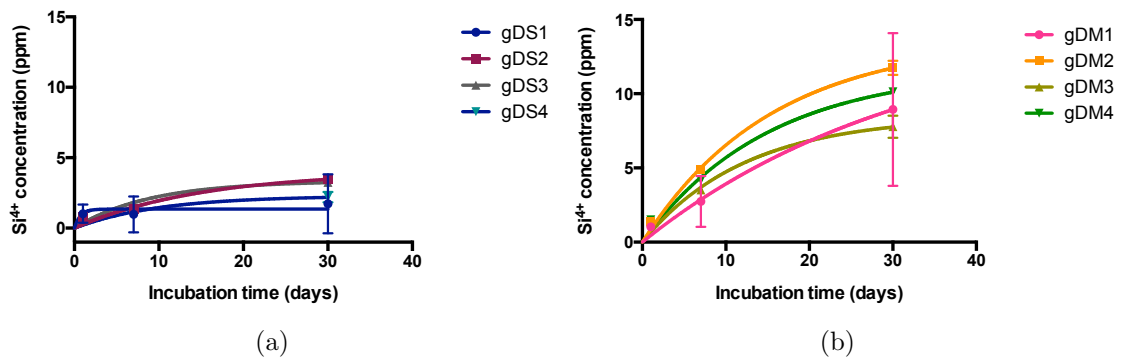 15
10
5
0
0
10
20
30
40
Si⁴⁺ concentration (ppm)
Incubation time (days)
gDS1
gDS2
gDS3
gDS4
(a)
15
10
5
0
0
10
20
30
40
Si⁴⁺ concentration (ppm)
Incubation time (days)
gDM1
gDM2
gDM3
gDM4
(b)